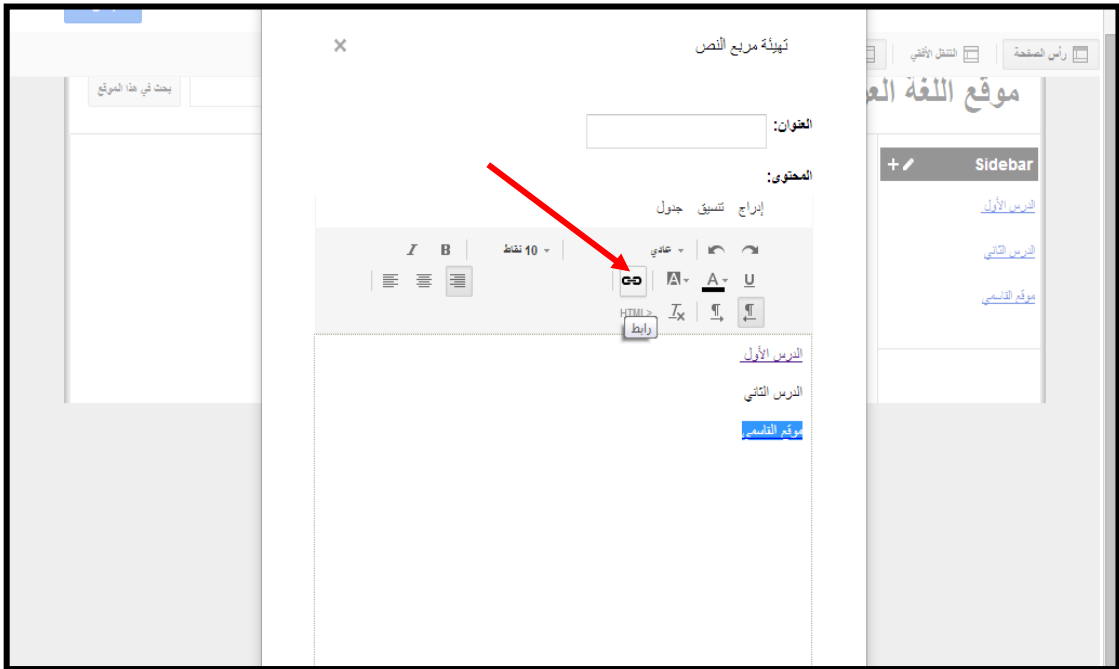 تهيئة مربع النص
رأس الصفحة
التنقل الأفقي
موقع اللغة العر
بحث في هذا الموقع
العنوان:
المحتوى:
إدراج تنسيق جدول
عادي
10 نقاط
B I
A A U
HTML>
رابط
الدرس الأول
الدرس الثاني
موقع القاسمي
Sidebar
الدرس الأول
الدرس الثاني
موقع القاسمي